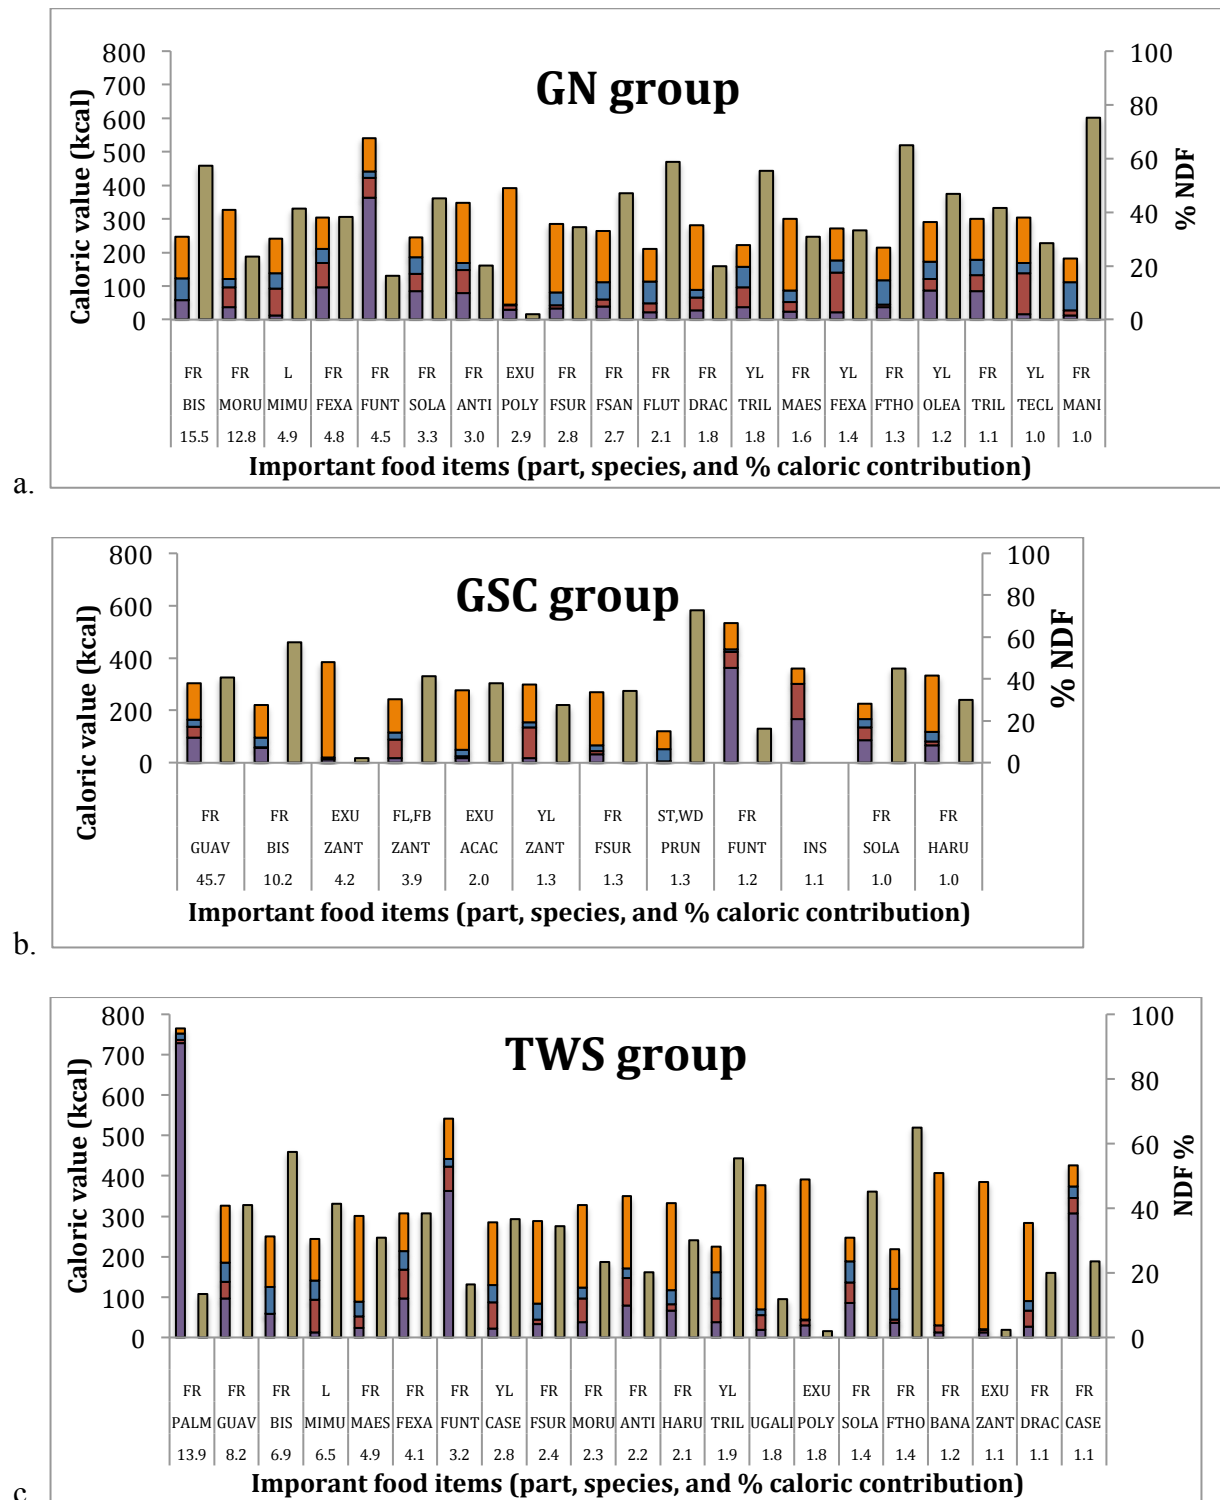 GN group
Caloric value (kcal)
800
700
600
500
400
300
200
100
0
100
80
60
40
20
0
% NDF
FR FR L FR FR FR FR EXU FR FR FR FR YL FR YL FR YL FR YL FR
BIS MORU MIMU FEXA FUNT SOLA ANTI POLY FSUR FSAN FLUT DRAC TRIL MAES FEXA FTHO OLEA TRIL TECL MANI
15.5 12.8 4.9 4.8 4.5 3.3 3.0 2.9 2.8 2.7 2.1 1.8 1.8 1.6 1.4 1.3 1.2 1.1 1.0 1.0
Important food items (part, species, and % caloric contribution)
a.
GSC group
Caloric value (kcal)
800
600
400
200
0
100
80
60
40
20
0
% NDF
FR FR EXU FL,FB EXU YL FR ST,WD FR FR FR
GUAV BIS ZANT ZANT ACAC ZANT FSUR PRUN FUNT INS SOLA HARU
45.7 10.2 4.2 3.9 2.0 1.3 1.3 1.3 1.2 1.1 1.0 1.0
Important food items (part, species, and % caloric contribution)
b.
TWS group
Caloric value (kcal)
800
700
600
500
400
300
200
100
0
100
80
60
40
20
0
NDF %
FR FR FR L FR FR FR YL FR FR FR FR YL EXU FR FR FR EXU FR FR
PALM GUAV BIS MIMU MAES FEXA FUNT CASE FSUR MORU ANTI HARU TRIL UGALI POLY SOLA FTHO BANA ZANT DRAC CASE
13.9 8.2 6.9 6.5 4.9 4.1 3.2 2.8 2.4 2.3 2.2 2.1 1.9 1.8 1.8 1.4 1.4 1.2 1.1 1.1 1.1
Imporant food items (part, species, and % caloric contribution)
c